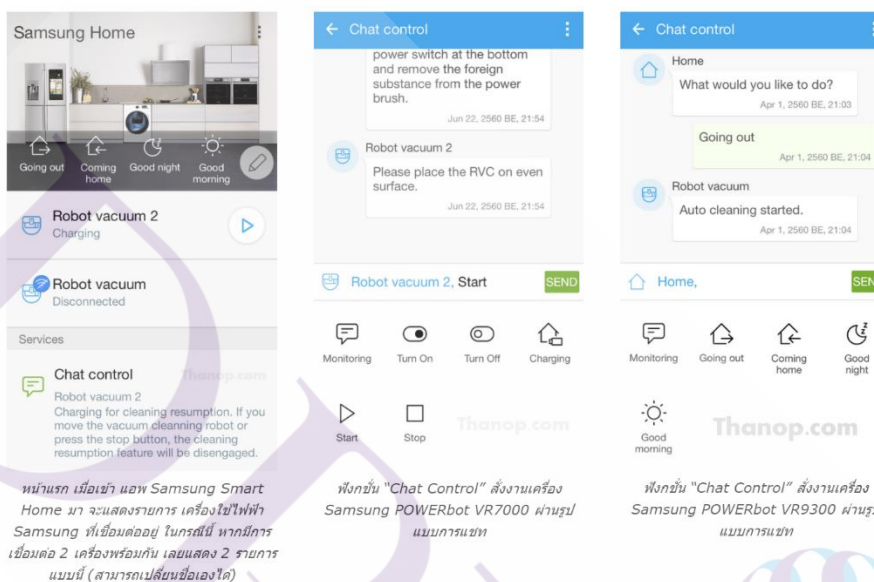 Samsung Home
Going out
Coming
home
Good night
Good
morning
Robot vacuum 2
Charging
Robot vacuum
Disconnected
Services
Chat control
Thanop.com
Robot vacuum 2
Charging for cleaning resumption. If you
move the vacuum cleanning robot or
press the stop button, the cleaning
resumption feature will be disengaged.
หน้าแรก เมื่อเข้า แอพ Samsung Smart
Home มา จะแสดงรายการ เครื่องใช้ไฟฟ้า
Samsung ที่เชื่อมต่ออยู่ ในกรณีนี้ หากมีการ
เชื่อมต่อ 2 เครื่องพร้อมกัน เลยแสดง 2 รายการ
แบบนี้ (สามารถเปลี่ยนชื่อเองได้)
Chat control
power switch at the bottom
and remove the foreign
substance from the power
brush.
Jun 22, 2560 BE, 21:54
Robot vacuum 2
Please place the RVC on even
surface.
Jun 22, 2560 BE, 21:54
Robot vacuum 2, Start
SEND
Monitoring
Turn On
Turn Off
Charging
Start
Stop
Thanop.com
ฟังกชั่น "Chat Control" สั่งงานเครื่อง
Samsung POWERbot VR7000 ผ่านรูป
แบบการแชท
Chat control
Home
What would you like to do?
Apr 1, 2560 BE, 21:03
Going out
Apr 1, 2560 BE, 21:04
Robot vacuum
Auto cleaning started.
Apr 1, 2560 BE, 21:04
Home,
SEN
Monitoring
Going out
Coming
home
Good
night
Good
morning
Thanop.com
ฟังกชั่น "Chat Control" สั่งงานเครื่อง
Samsung POWERbot VR9300 ผ่านรูป
แบบการแชท